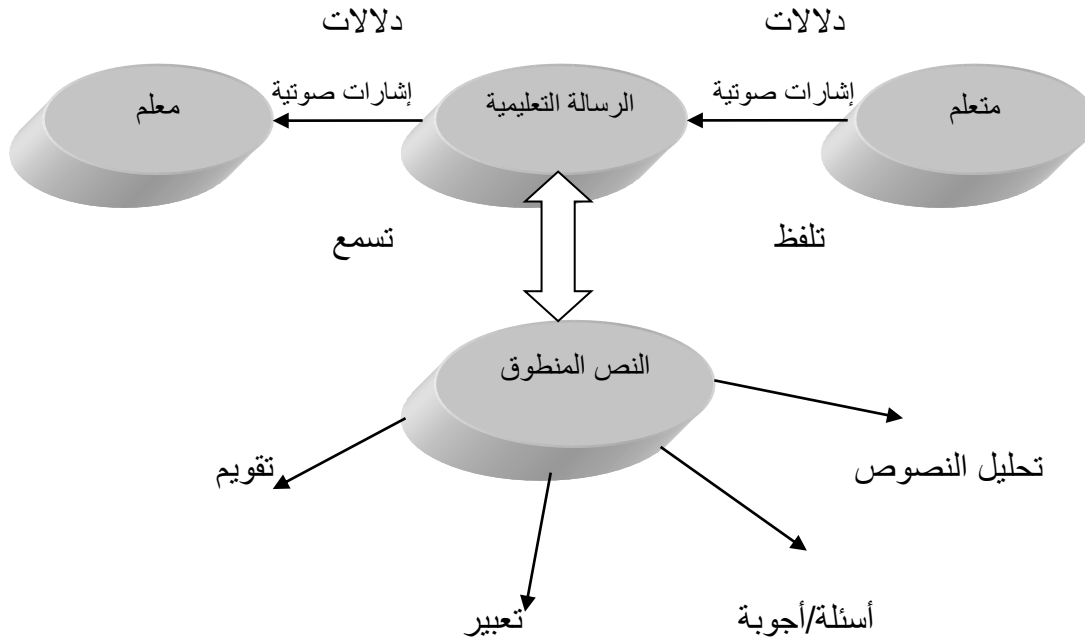 دلالات
دلالات
إشارات صوتية
إشارات صوتية
متعلم
الرسالة التعليمية
معلم
تلفظ
تسمع
النص المنطوق
تحليل النصوص
تقويم
أسئلة/أجوبة
تعبير